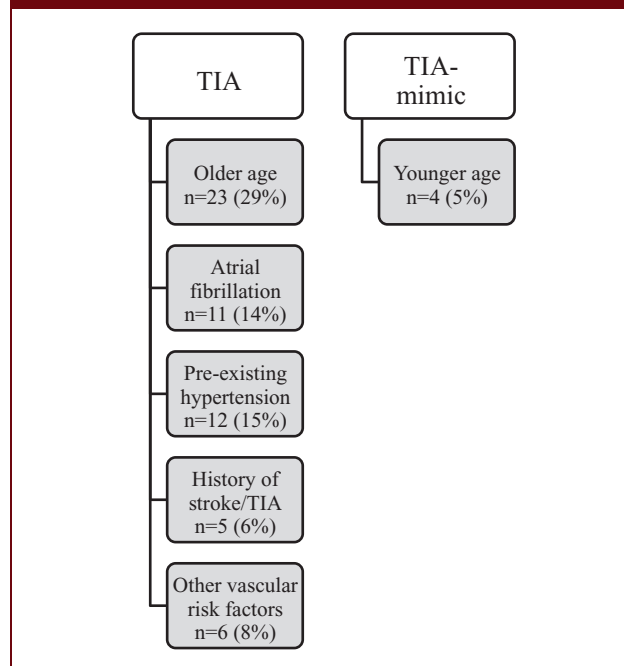 TIA
Older age
n=23 (29%)
Atrial
fibrillation
n=11 (14%)
Pre-existing
hypertension
n=12 (15%)
History of
stroke/TIA
n=5 (6%)
Other vascular
risk factors
n=6 (8%)
TIA-
mimic
Younger age
n=4 (5%)